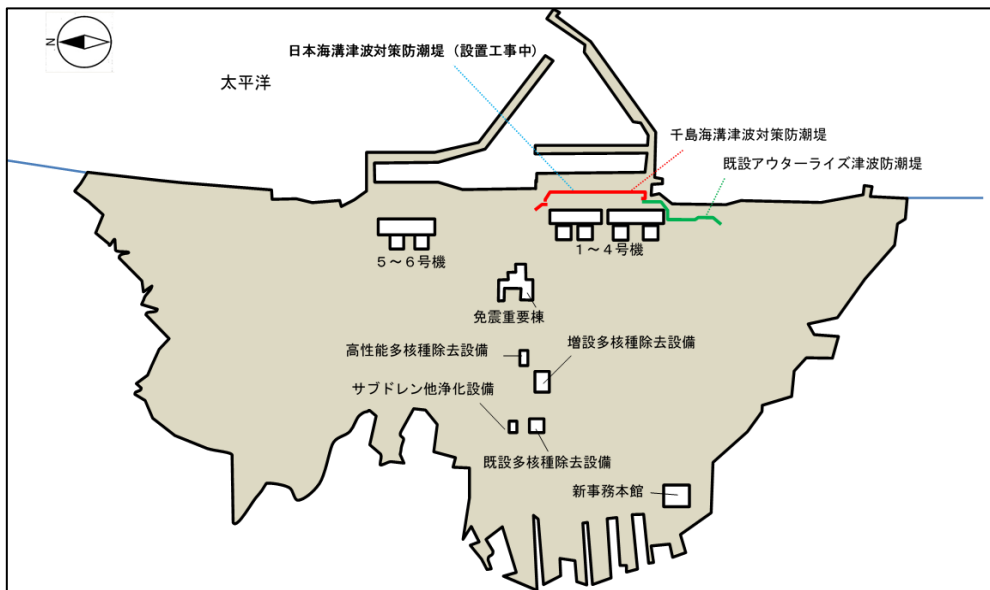 N
日本海溝津波対策防潮堤（設置工事中）
太平洋
千島海溝津波対策防潮堤
既設アウターライズ津波防潮堤
５～６号機
１～４号機
免震重要棟
高性能多核種除去設備
増設多核種除去設備
サブドレン他浄化設備
既設多核種除去設備
新事務本館